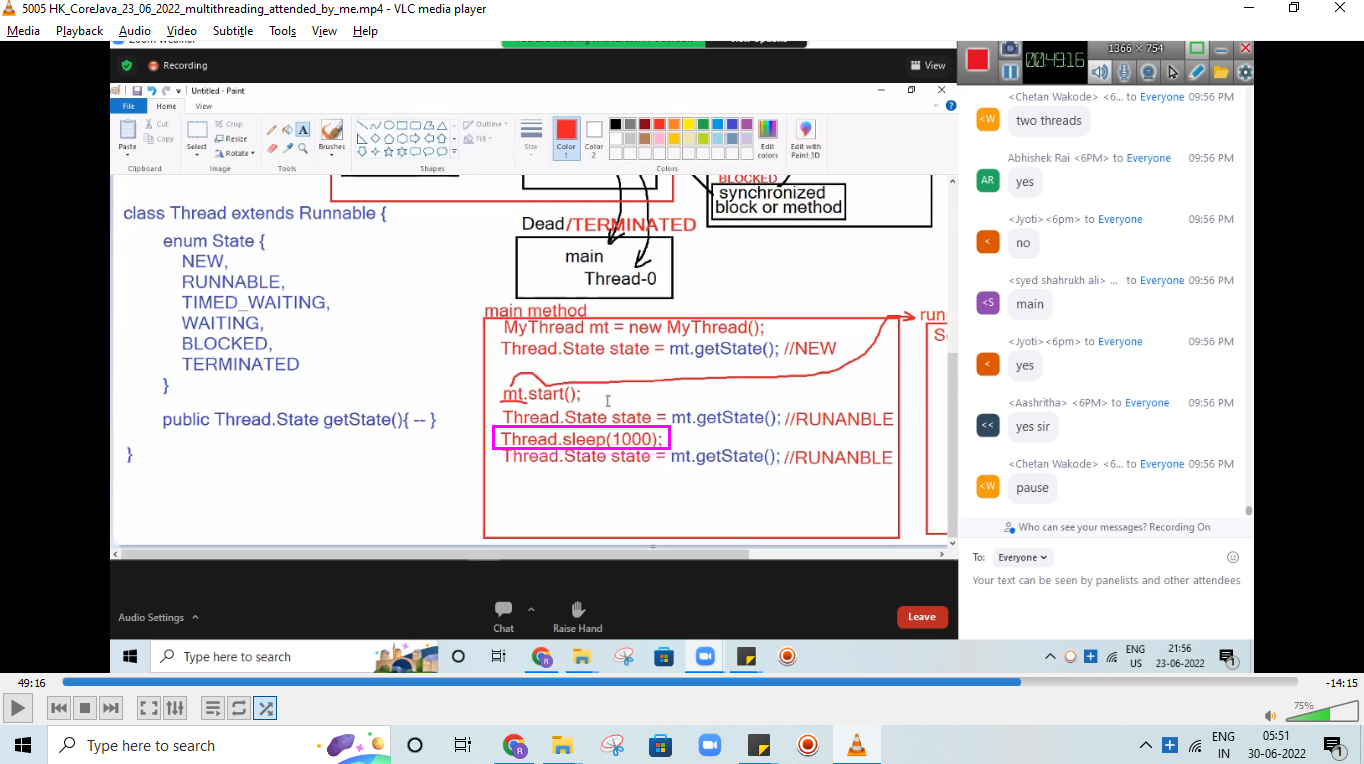 5005 HK_CoreJava_23_06_2022_multithreading_attended_by_me.mp4 - VLC media player
Media Playback Audio Video Subtitle Tools View Help
Recording
View
Untitled - Paint
File Home View
Paste
Cut
Copy
Clipboard
Select
Crop
Resize
Rotate
Image
Tools
Brushes
Shapes
Outline
Fill
Size
Color 1
Color 2
Colors
Edit colors
Edit with Paint 3D
BLOCKED
synchronized
block or method
class Thread extends Runnable {
enum State {
NEW,
RUNNABLE,
TIMED_WAITING,
WAITING,
BLOCKED,
TERMINATED
}
public Thread.State getState(){ -- }
}
Dead/TERMINATED
main
Thread-0
main method
MyThread mt = new MyThread();
Thread.State state = mt.getState(); //NEW
mt.start();
Thread.State state = mt.getState(); //RUNANBLE
Thread.sleep(1000);
Thread.State state = mt.getState(); //RUNANBLE
run
Audio Settings
Chat
Raise Hand
Leave
1366 × 754
00:49:16
<Chetan Wakode> <6... to Everyone 09:56 PM
<W
two threads
Abhishek Rai <6PM> to Everyone 09:56 PM
AR
yes
<Jyoti><6pm> to Everyone 09:56 PM
<
no
<syed shahrukh ali> ... to Everyone 09:56 PM
<S
main
<Jyoti><6pm> to Everyone 09:56 PM
<
yes
<Aashritha> <6PM> to Everyone 09:56 PM
<<
yes sir
<Chetan Wakode> <6... to Everyone 09:56 PM
<W
pause
Who can see your messages? Recording On
To: Everyone
Your text can be seen by panelists and other attendees
Type here to search
ENG
US
21:56
23-06-2022
1
49:16
-14:15
75%
Type here to search
ENG
IN
05:51
30-06-2022
1